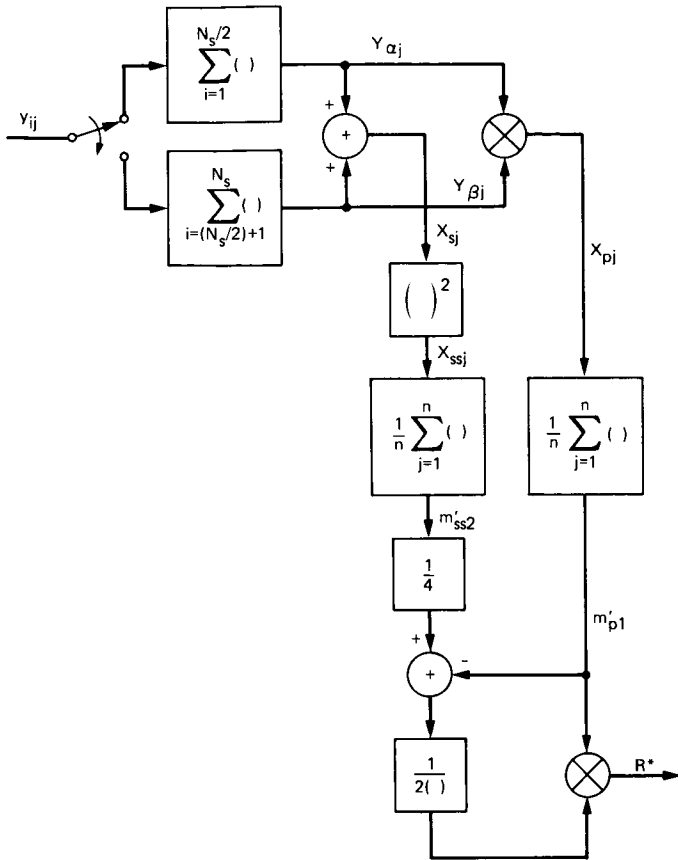 y_ij
N_s/2
∑ ( )
i=1
Y_αj
N_s
∑ ( )
i=(N_s/2)+1
+
+
+
Y_βj
X_sj
X_pj
( )^2
X_ssj
1/n ∑ ( )
n
j=1
1/n ∑ ( )
n
j=1
m'_ss2
1/4
m'_p1
+
+
-
1/2( )
R*